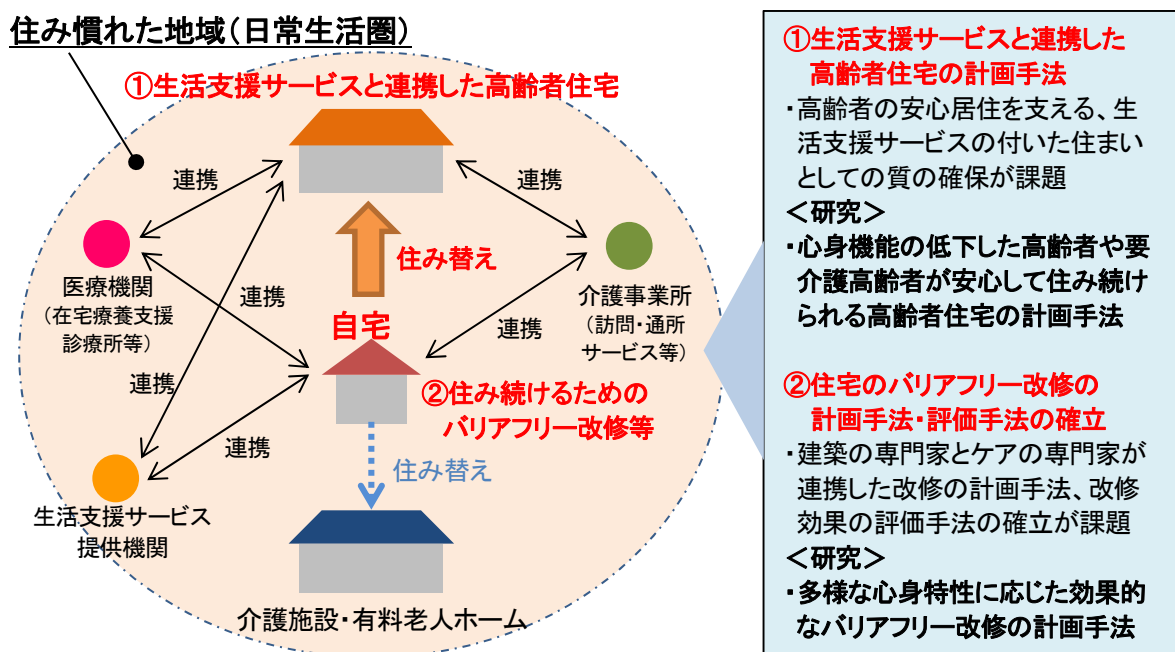 住み慣れた地域(日常生活圏)
①生活支援サービスと連携した高齢者住宅
連携
連携
医療機関
(在宅療養支援
診療所等)
住み替え
介護事業所
(訪問・通所
サービス等)
連携
連携
自宅
連携
②住み続けるための
バリアフリー改修等
連携
住み替え
生活支援サービス
提供機関
介護施設・有料老人ホーム
①生活支援サービスと連携した
高齢者住宅の計画手法
・高齢者の安心居住を支える、生
活支援サービスの付いた住まい
としての質の確保が課題
<研究>
・心身機能の低下した高齢者や要
介護高齢者が安心して住み続け
られる高齢者住宅の計画手法
②住宅のバリアフリー改修の
計画手法・評価手法の確立
・建築の専門家とケアの専門家が
連携した改修の計画手法、改修
効果の評価手法の確立が課題
<研究>
・多様な心身特性に応じた効果的
なバリアフリー改修の計画手法